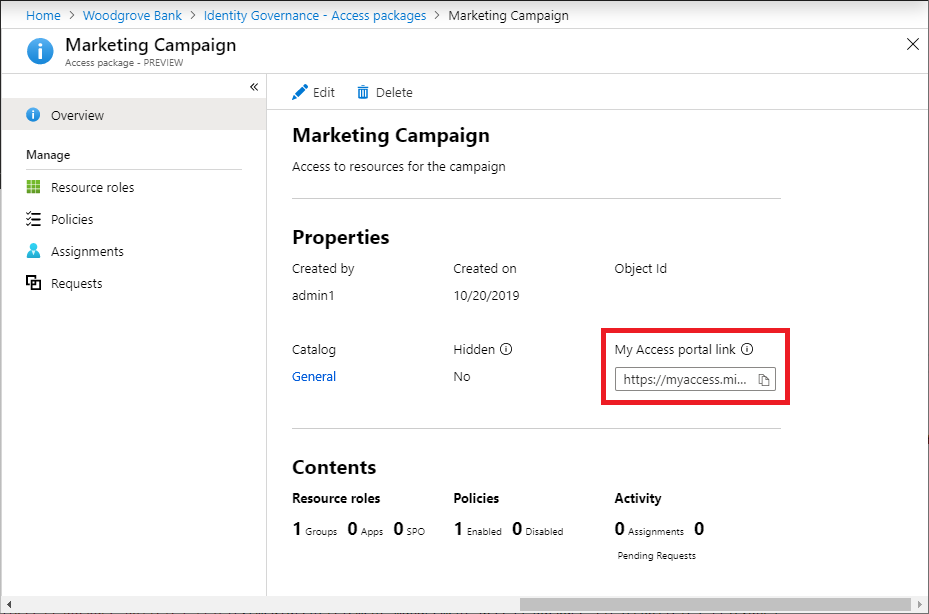 Home > Woodgrove Bank > Identity Governance - Access packages > Marketing Campaign
Marketing Campaign
Access package - PREVIEW
«
Overview
Manage
Resource roles
Policies
Assignments
Requests
Edit Delete
Marketing Campaign
Access to resources for the campaign
Properties
Created by Created on Object Id
admin1 10/20/2019
Catalog Hidden My Access portal link
General No https://myaccess.mi...
Contents
Resource roles Policies Activity
1 Groups 0 Apps 0 SPO 1 Enabled 0 Disabled 0 Assignments 0
Pending Requests